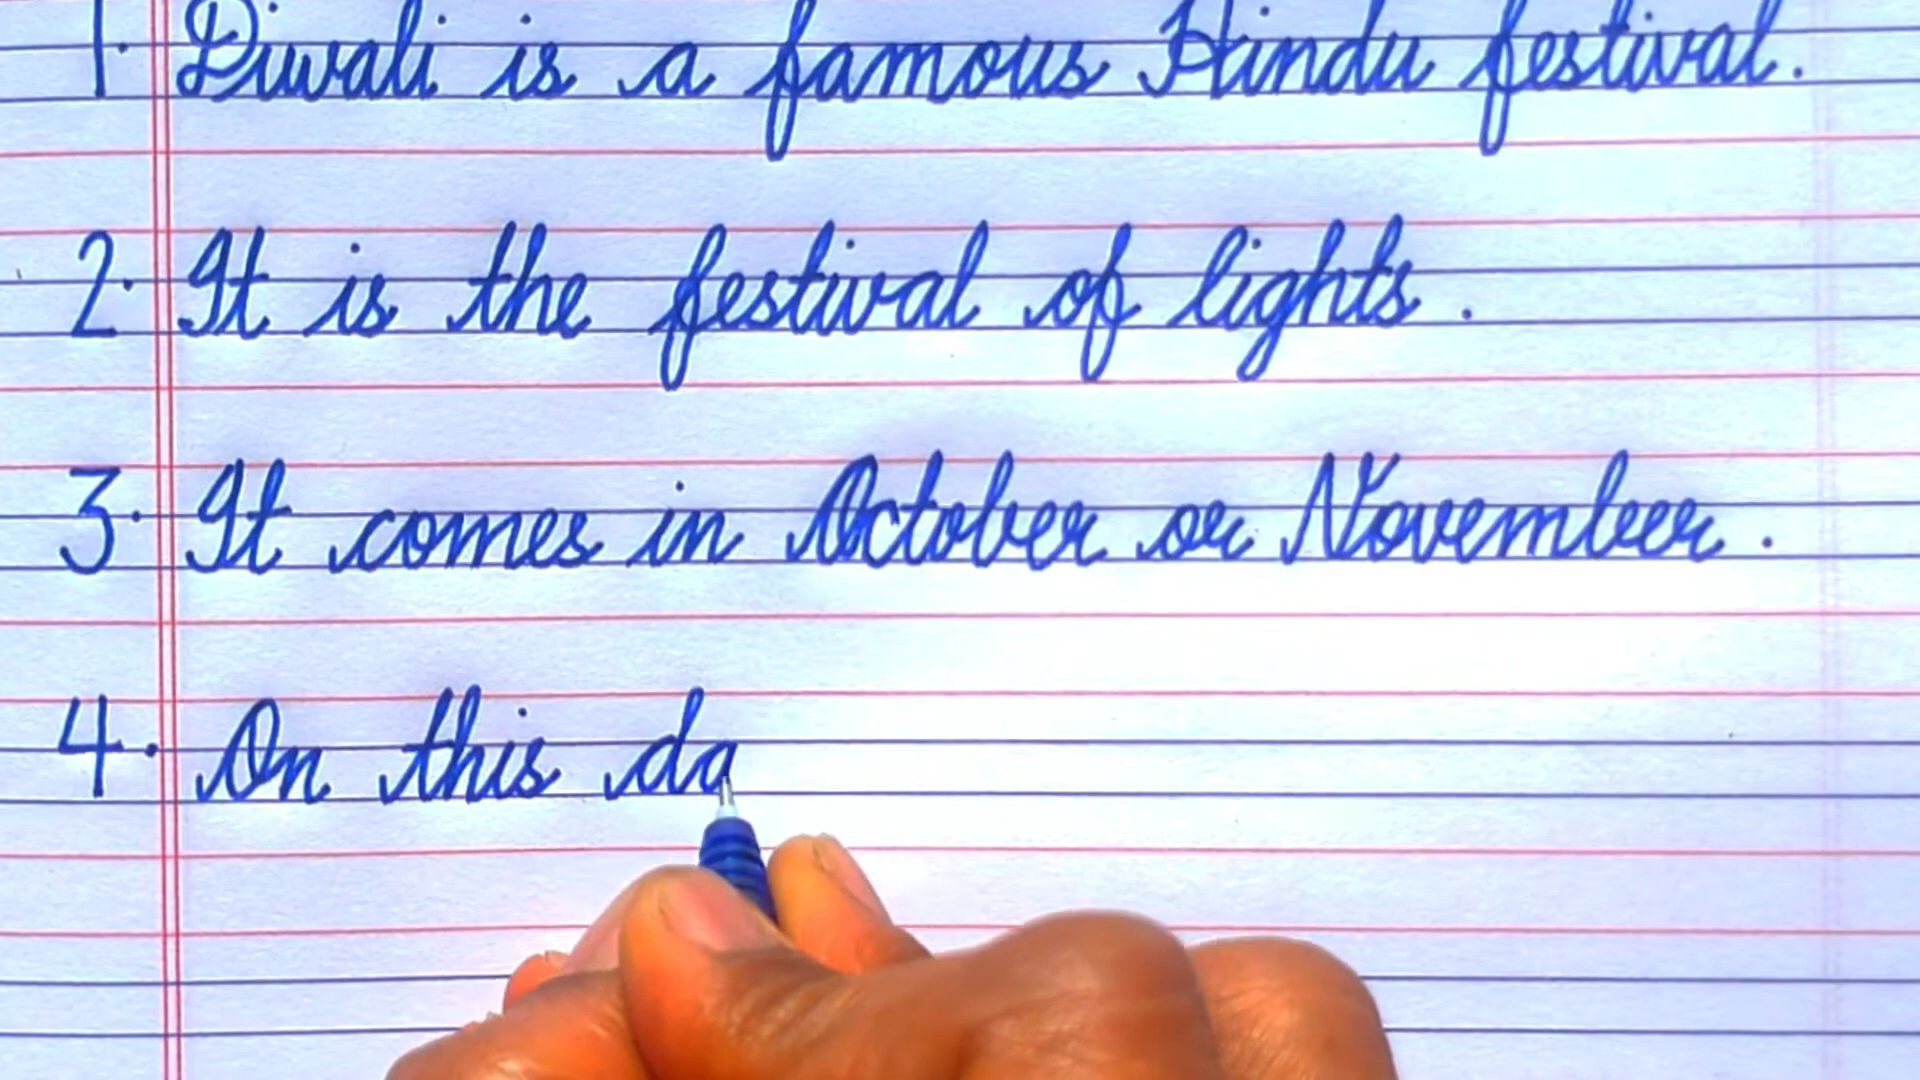 1. Diwali is a famous Hindu festival.
2. It is the festival of lights.
3. It comes in October or November.
4. On this da